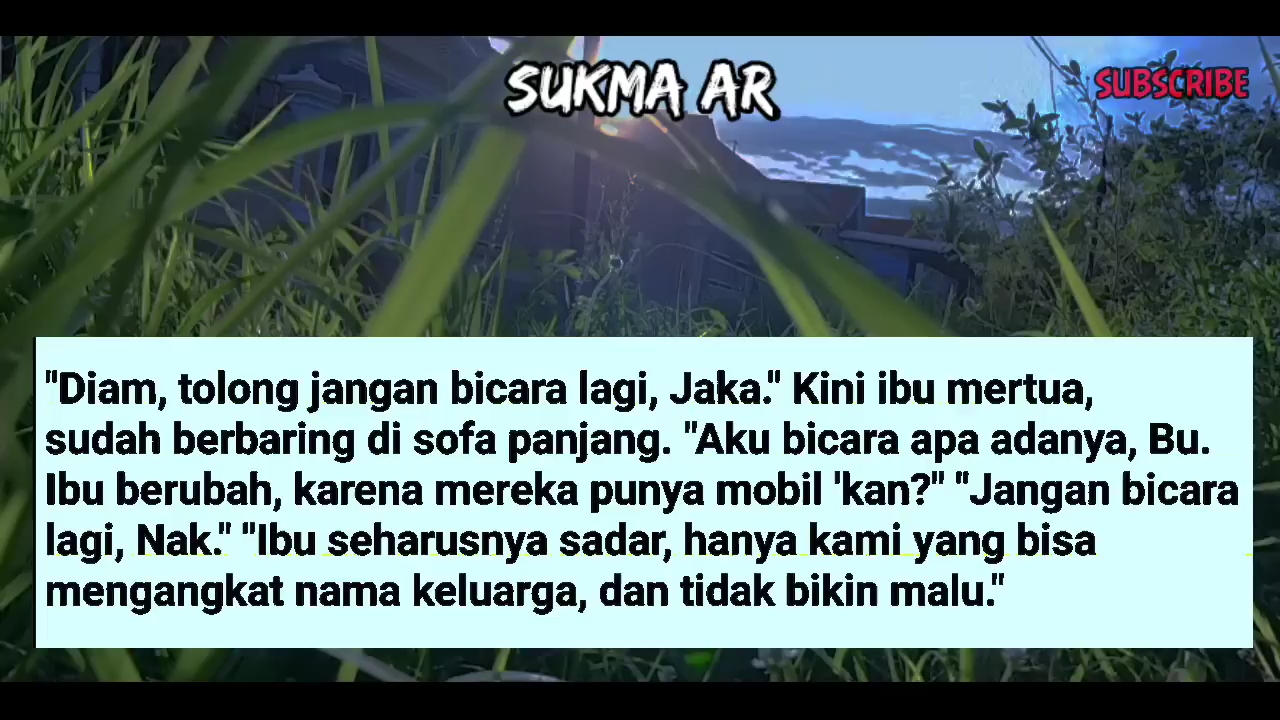 SUKMA AR
SUBSCRIBE
"Diam, tolong jangan bicara lagi, Jaka." Kini ibu mertua,
sudah berbaring di sofa panjang. "Aku bicara apa adanya, Bu.
Ibu berubah, karena mereka punya mobil 'kan?" "Jangan bicara
lagi, Nak." "Ibu seharusnya sadar, hanya kami yang bisa
mengangkat nama keluarga, dan tidak bikin malu."